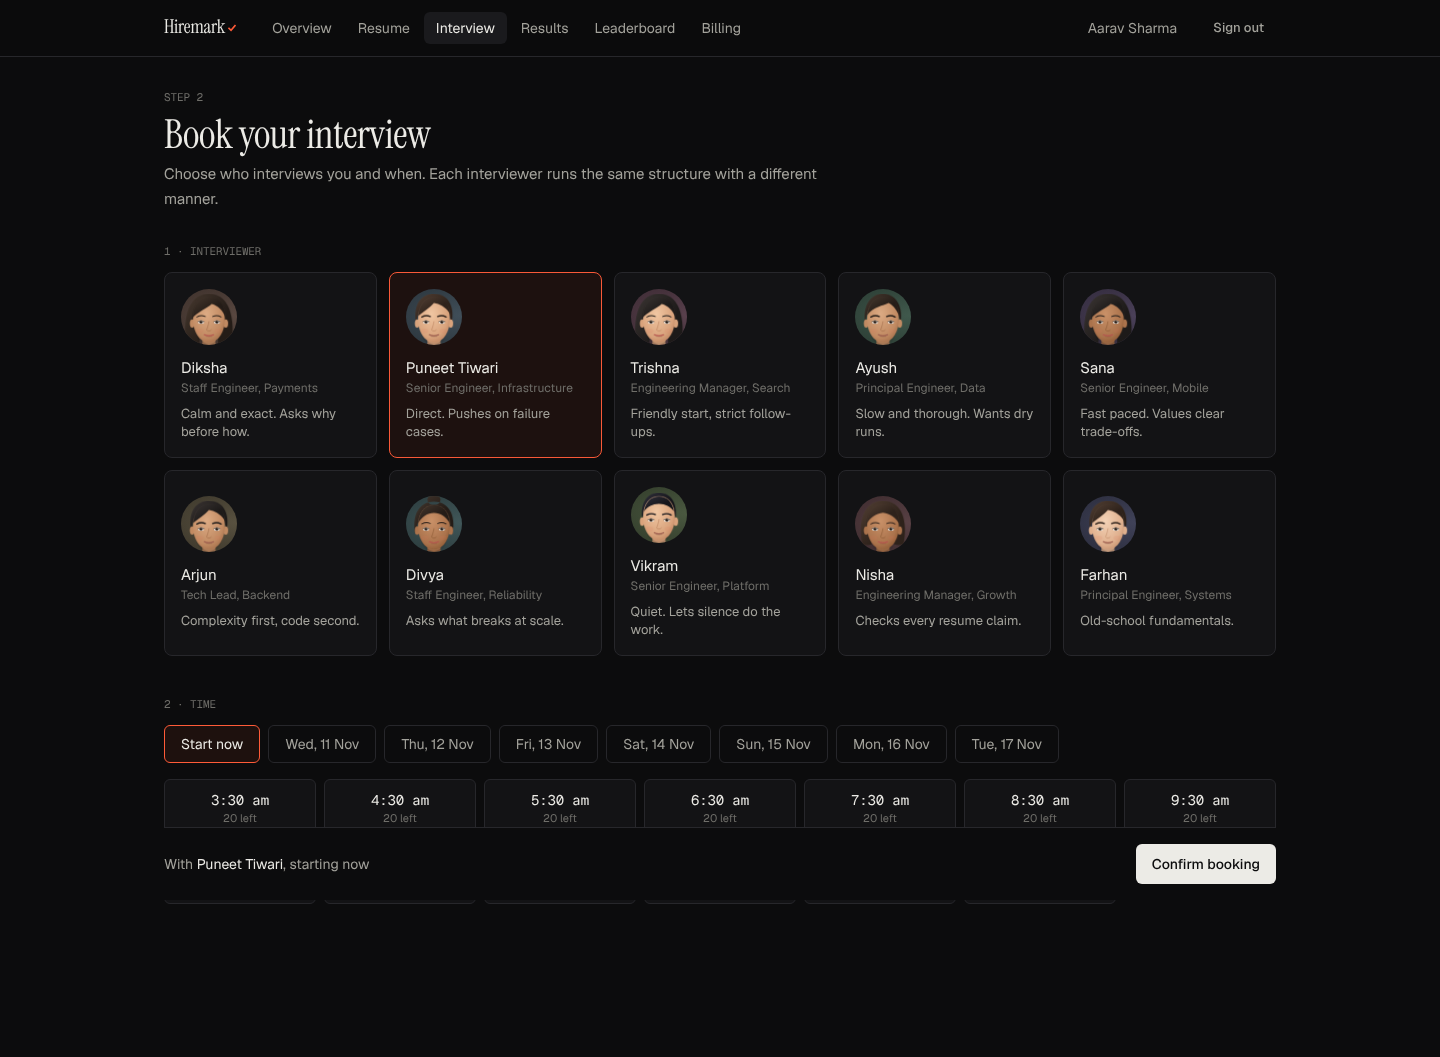 Hiremark
Overview
Resume
Interview
Results
Leaderboard
Billing
Aarav Sharma
Sign out
STEP 2
Book your interview
Choose who interviews you and when. Each interviewer runs the same structure with a different
manner.
1 · INTERVIEWER
Diksha
Staff Engineer, Payments
Calm and exact. Asks why
before how.
Puneet Tiwari
Senior Engineer, Infrastructure
Direct. Pushes on failure
cases.
Trishna
Engineering Manager, Search
Friendly start, strict follow-
ups.
Ayush
Principal Engineer, Data
Slow and thorough. Wants dry
runs.
Sana
Senior Engineer, Mobile
Fast paced. Values clear
trade-offs.
Arjun
Tech Lead, Backend
Complexity first, code second.
Divya
Staff Engineer, Reliability
Asks what breaks at scale.
Vikram
Senior Engineer, Platform
Quiet. Lets silence do the
work.
Nisha
Engineering Manager, Growth
Checks every resume claim.
Farhan
Principal Engineer, Systems
Old-school fundamentals.
2 · TIME
Start now
Wed, 11 Nov
Thu, 12 Nov
Fri, 13 Nov
Sat, 14 Nov
Sun, 15 Nov
Mon, 16 Nov
Tue, 17 Nov
3:30 am
20 left
4:30 am
20 left
5:30 am
20 left
6:30 am
20 left
7:30 am
20 left
8:30 am
20 left
9:30 am
20 left
With Puneet Tiwari, starting now
Confirm booking